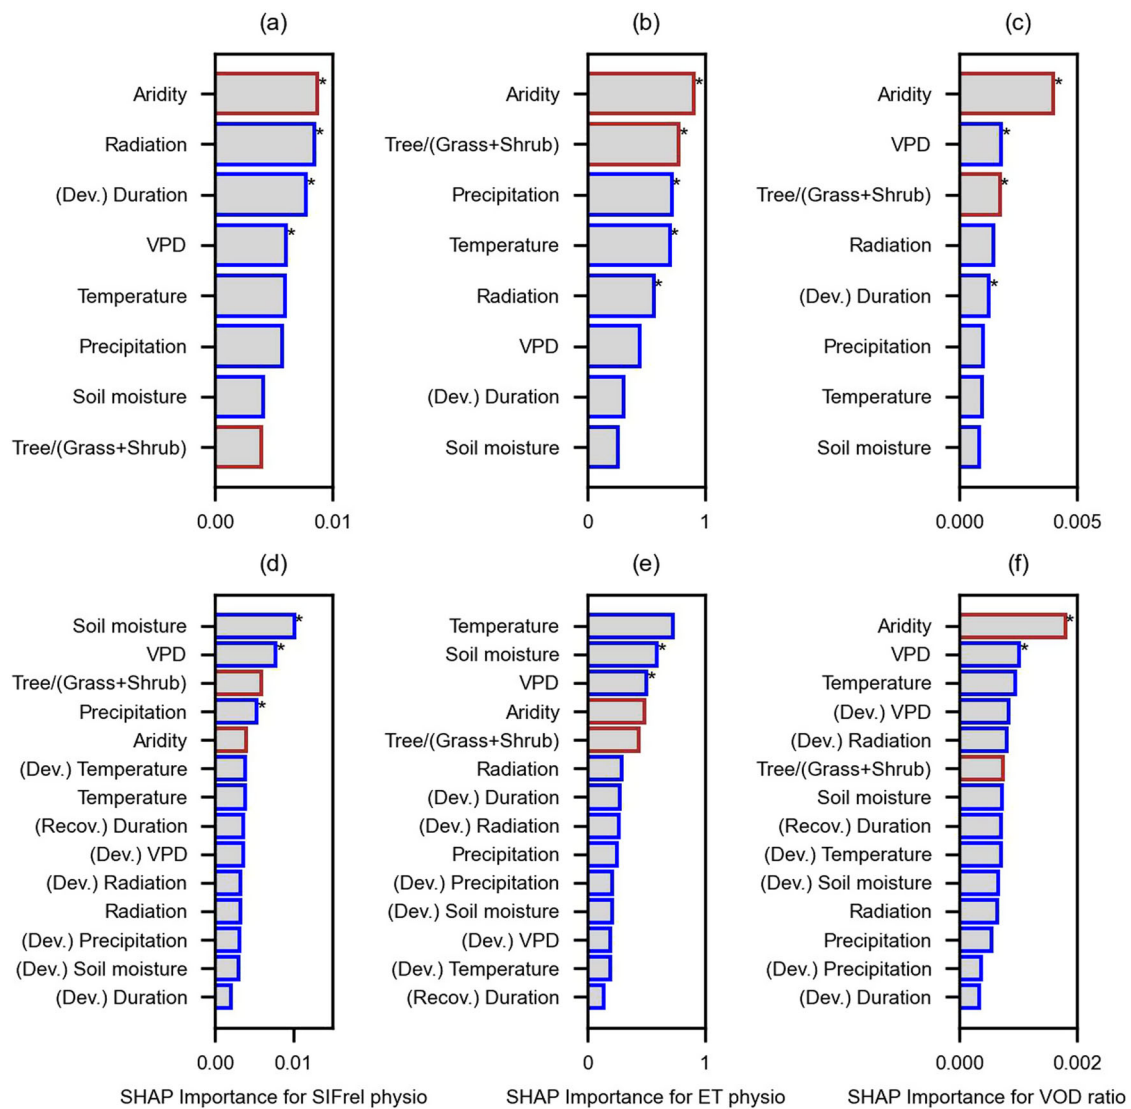 (a)
Aridity *
Radiation *
(Dev.) Duration *
VPD *
Temperature
Precipitation
Soil moisture
Tree/(Grass+Shrub)
0.00 0.01
(b)
Aridity *
Tree/(Grass+Shrub) *
Precipitation *
Temperature *
Radiation *
VPD
(Dev.) Duration
Soil moisture
0 1
(c)
Aridity *
VPD *
Tree/(Grass+Shrub) *
Radiation
(Dev.) Duration *
Precipitation
Temperature
Soil moisture
0.000 0.005
(d)
Soil moisture *
VPD *
Tree/(Grass+Shrub)
Precipitation *
Aridity
(Dev.) Temperature
Temperature
(Recov.) Duration
(Dev.) VPD
(Dev.) Radiation
Radiation
(Dev.) Precipitation
(Dev.) Soil moisture
(Dev.) Duration
0.00 0.01
SHAP Importance for SIFrel physio
(e)
Temperature
Soil moisture *
VPD *
Aridity
Tree/(Grass+Shrub)
Radiation
(Dev.) Duration
(Dev.) Radiation
Precipitation
(Dev.) Precipitation
(Dev.) Soil moisture
(Dev.) VPD
(Dev.) Temperature
(Recov.) Duration
0 1
SHAP Importance for ET physio
(f)
Aridity *
VPD *
Temperature
(Dev.) VPD
(Dev.) Radiation
Tree/(Grass+Shrub)
Soil moisture
(Recov.) Duration
(Dev.) Temperature
(Dev.) Soil moisture
Radiation
Precipitation
(Dev.) Precipitation
(Dev.) Duration
0.000 0.002
SHAP Importance for VOD ratio